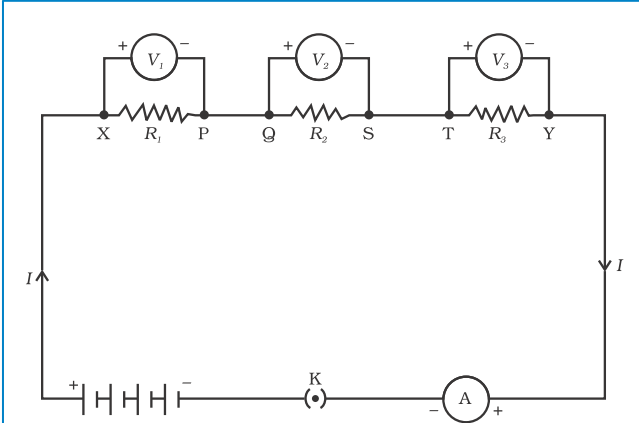 + V₁ − + V₂ − + V₃ −
X R₁ P Q R₂ S T R₃ Y
I I
+ − K − A +